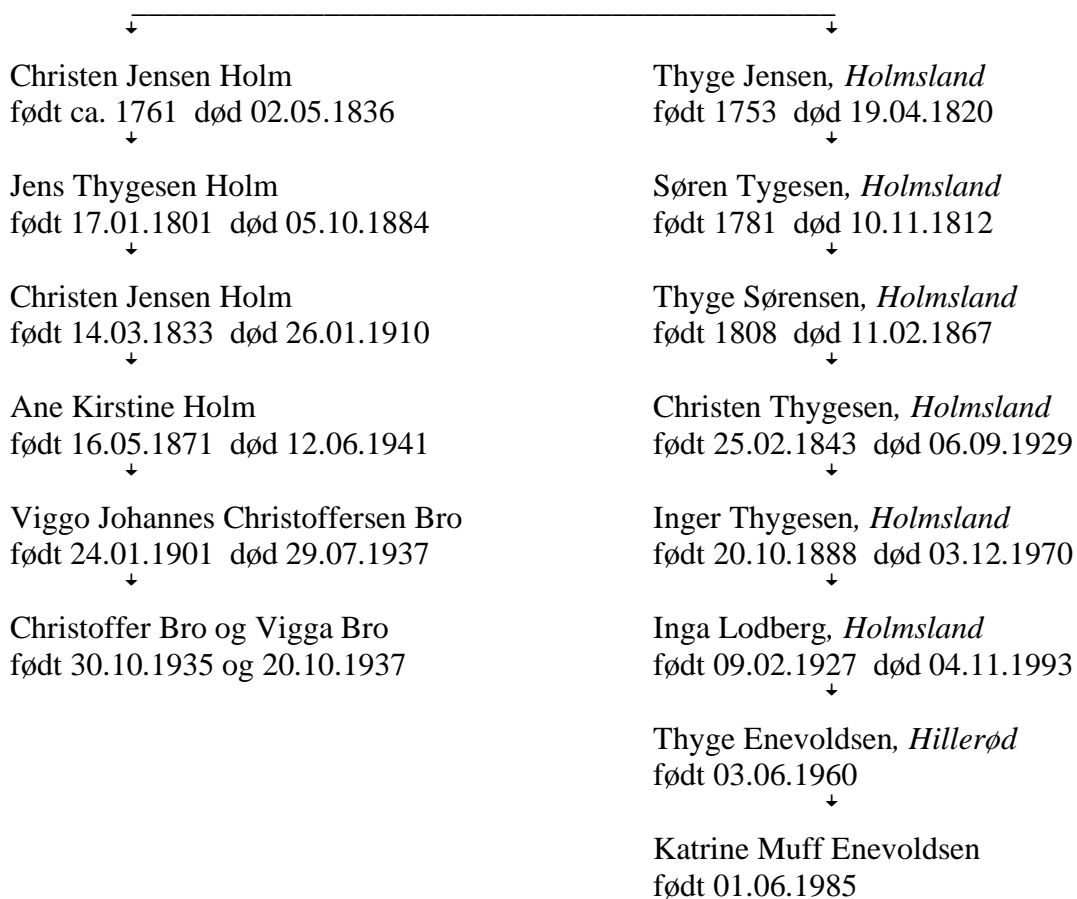 Christen Jensen Holm
født ca. 1761 død 02.05.1836
Jens Thygesen Holm
født 17.01.1801 død 05.10.1884
Christen Jensen Holm
født 14.03.1833 død 26.01.1910
Ane Kirstine Holm
født 16.05.1871 død 12.06.1941
Viggo Johannes Christoffersen Bro
født 24.01.1901 død 29.07.1937
Christoffer Bro og Vigga Bro
født 30.10.1935 og 20.10.1937
Thyge Jensen, Holmsland
født 1753 død 19.04.1820
Søren Tygesen, Holmsland
født 1781 død 10.11.1812
Thyge Sørensen, Holmsland
født 1808 død 11.02.1867
Christen Thygesen, Holmsland
født 25.02.1843 død 06.09.1929
Inger Thygesen, Holmsland
født 20.10.1888 død 03.12.1970
Inga Lodberg, Holmsland
født 09.02.1927 død 04.11.1993
Thyge Enevoldsen, Hillerød
født 03.06.1960
Katrine Muff Enevoldsen
født 01.06.1985